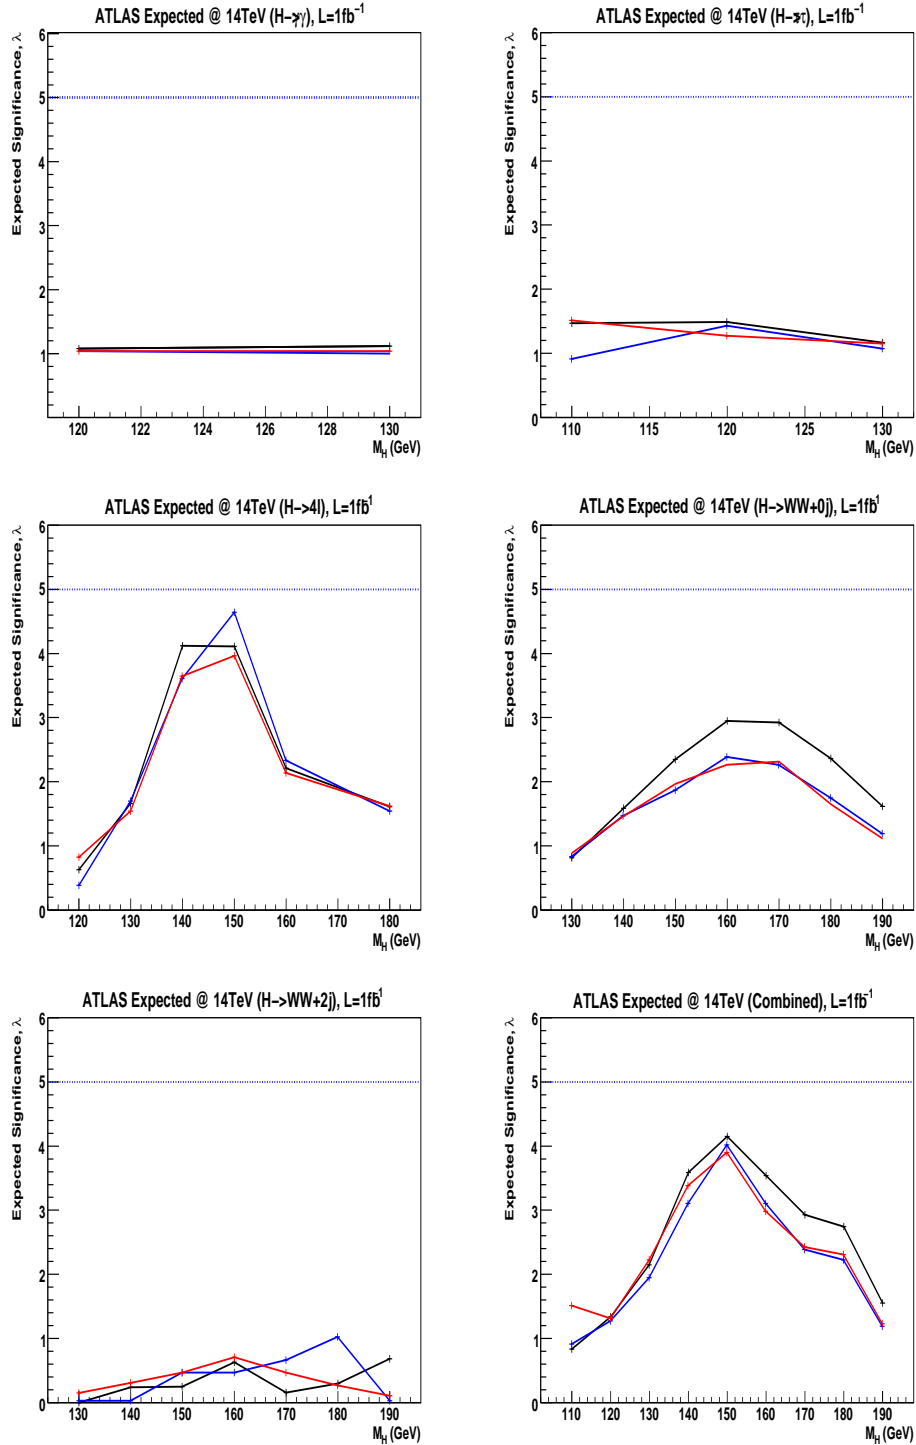 ATLAS Expected @ 14TeV (H->γγ), L=1fb⁻¹
Expected Significance, λ
6
5
4
3
2
1
120 122 124 126 128 130
M_H (GeV)
ATLAS Expected @ 14TeV (H->ττ), L=1fb⁻¹
Expected Significance, λ
6
5
4
3
2
1
0
110 115 120 125 130
M_H (GeV)
ATLAS Expected @ 14TeV (H->4l), L=1fb⁻¹
Expected Significance, λ
6
5
4
3
2
1
0
120 130 140 150 160 170 180
M_H (GeV)
ATLAS Expected @ 14TeV (H->WW+0j), L=1fb⁻¹
Expected Significance, λ
6
5
4
3
2
1
0
130 140 150 160 170 180 190
M_H (GeV)
ATLAS Expected @ 14TeV (H->WW+2j), L=1fb⁻¹
Expected Significance, λ
6
5
4
3
2
1
0
130 140 150 160 170 180 190
M_H (GeV)
ATLAS Expected @ 14TeV (Combined), L=1fb⁻¹
Expected Significance, λ
6
5
4
3
2
1
0
110 120 130 140 150 160 170 180 190
M_H (GeV)